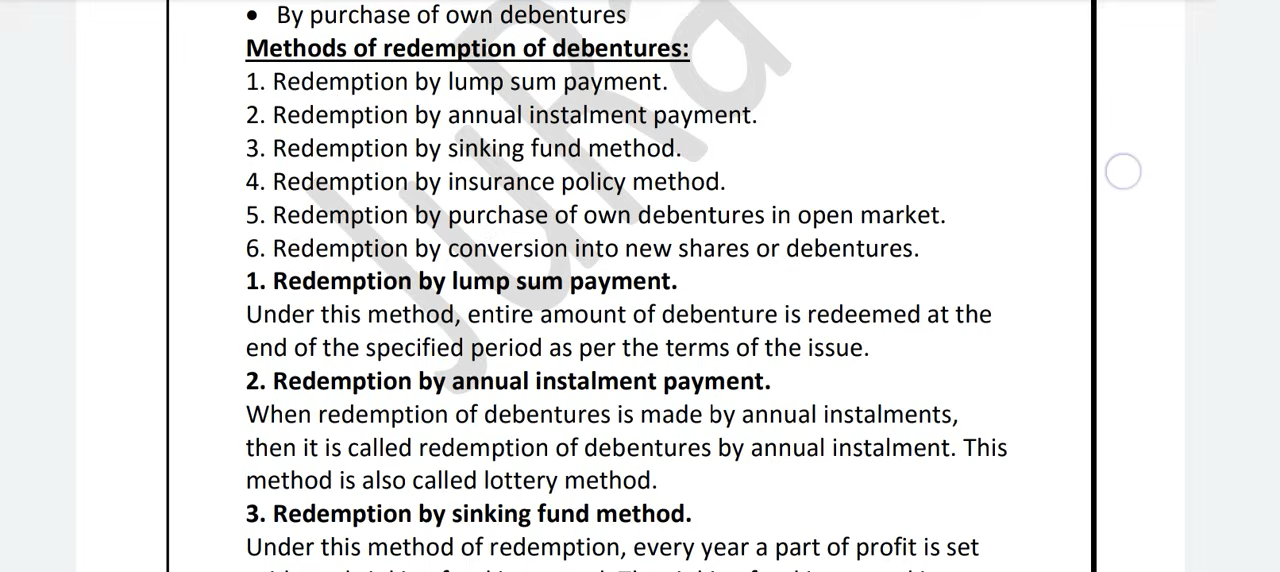 • By purchase of own debentures
Methods of redemption of debentures:
1. Redemption by lump sum payment.
2. Redemption by annual instalment payment.
3. Redemption by sinking fund method.
4. Redemption by insurance policy method.
5. Redemption by purchase of own debentures in open market.
6. Redemption by conversion into new shares or debentures.
1. Redemption by lump sum payment.
Under this method, entire amount of debenture is redeemed at the
end of the specified period as per the terms of the issue.
2. Redemption by annual instalment payment.
When redemption of debentures is made by annual instalments,
then it is called redemption of debentures by annual instalment. This
method is also called lottery method.
3. Redemption by sinking fund method.
Under this method of redemption, every year a part of profit is set